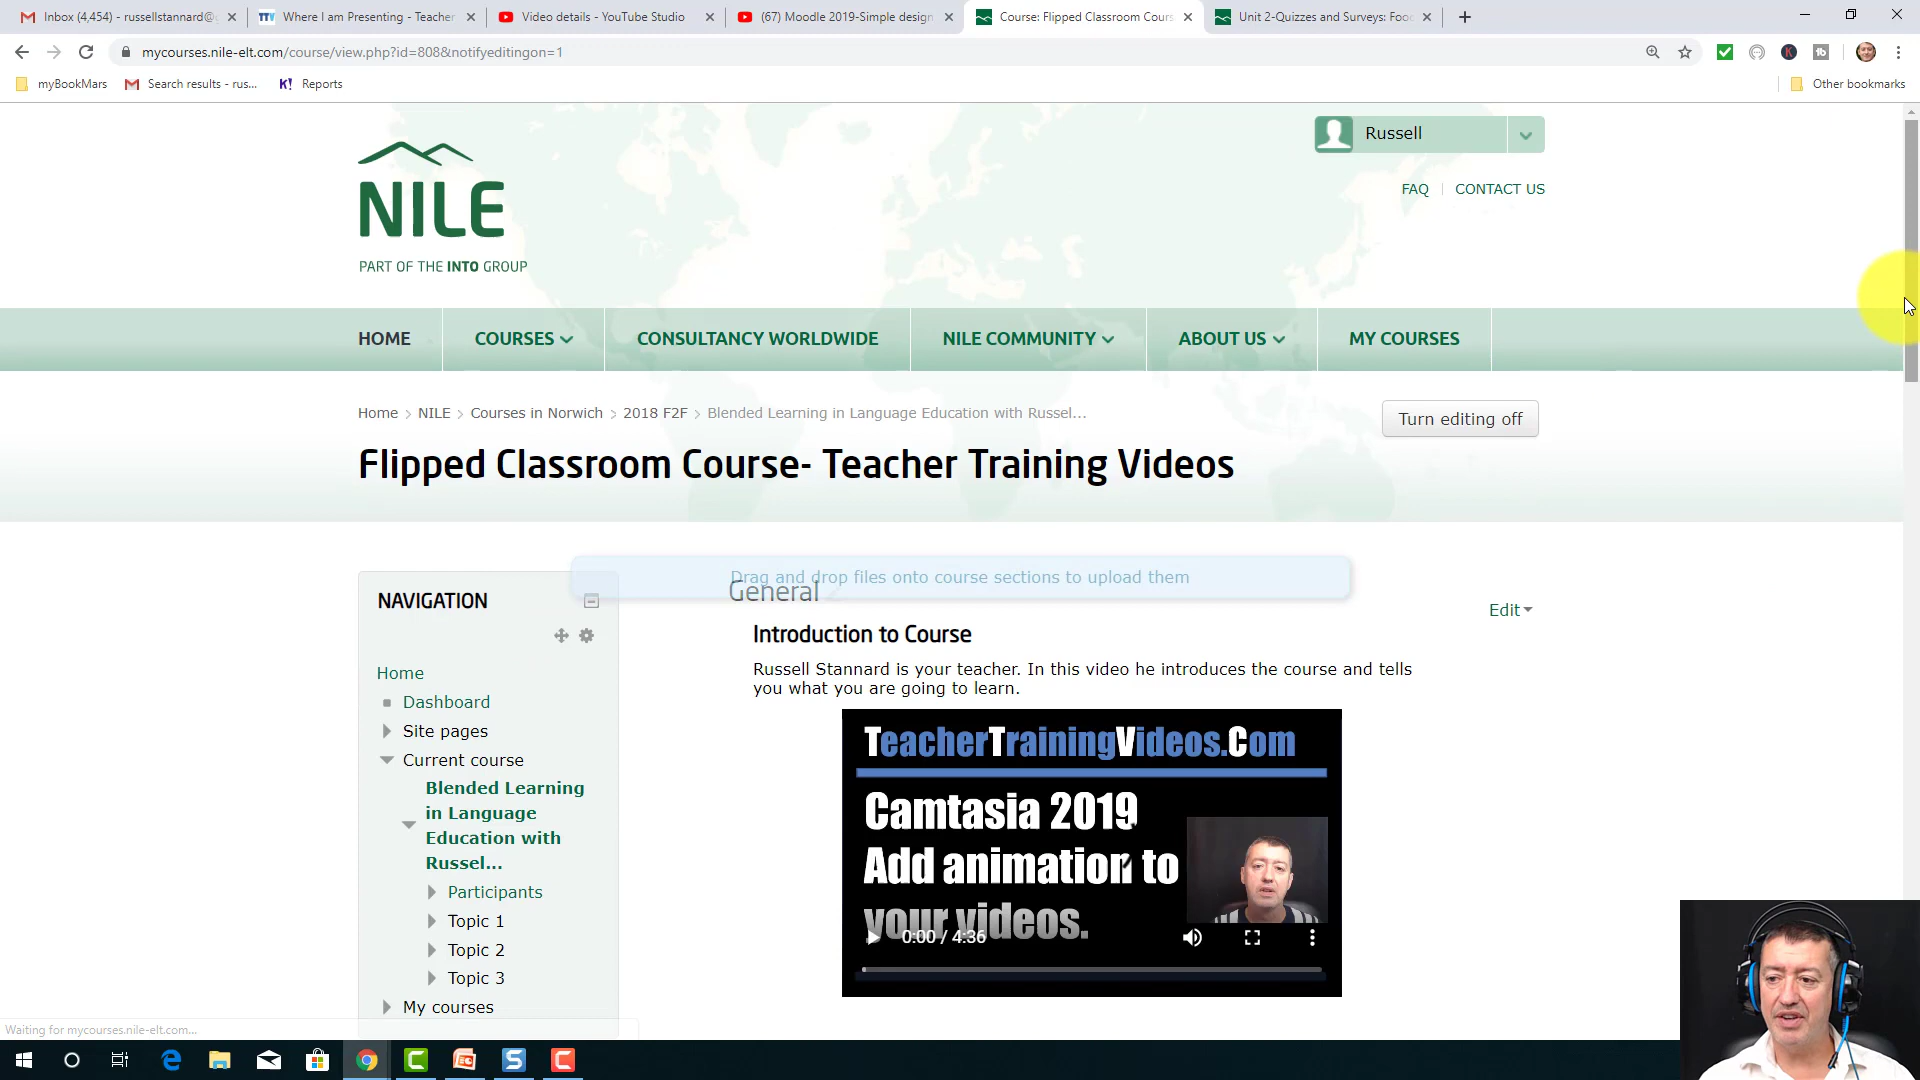 Inbox (4,454) - russellstannard@
Where I am Presenting - Teacher
Video details - YouTube Studio
(67) Moodle 2019-Simple design
Course: Flipped Classroom Cours
Unit 2-Quizzes and Surveys: Foo
mycourses.nile-elt.com/course/view.php?id=808&notifyeditingon=1
myBookMars
Search results - rus...
Reports
Other bookmarks
NILE
PART OF THE INTO GROUP
Russell
FAQ
CONTACT US
HOME
COURSES
CONSULTANCY WORLDWIDE
NILE COMMUNITY
ABOUT US
MY COURSES
Home > NILE > Courses in Norwich > 2018 F2F > Blended Learning in Language Education with Russel...
Turn editing off
Flipped Classroom Course- Teacher Training Videos
Drag and drop files onto course sections to upload them
General
Edit
NAVIGATION
Home
Dashboard
Site pages
Current course
Blended Learning
in Language
Education with
Russel...
Participants
Topic 1
Topic 2
Topic 3
My courses
Introduction to Course
Russell Stannard is your teacher. In this video he introduces the course and tells
you what you are going to learn.
TeacherTrainingVideos.Com
Camtasia 2019
Add animation to
your videos.
0:00 / 4:36
Waiting for mycourses.nile-elt.com...